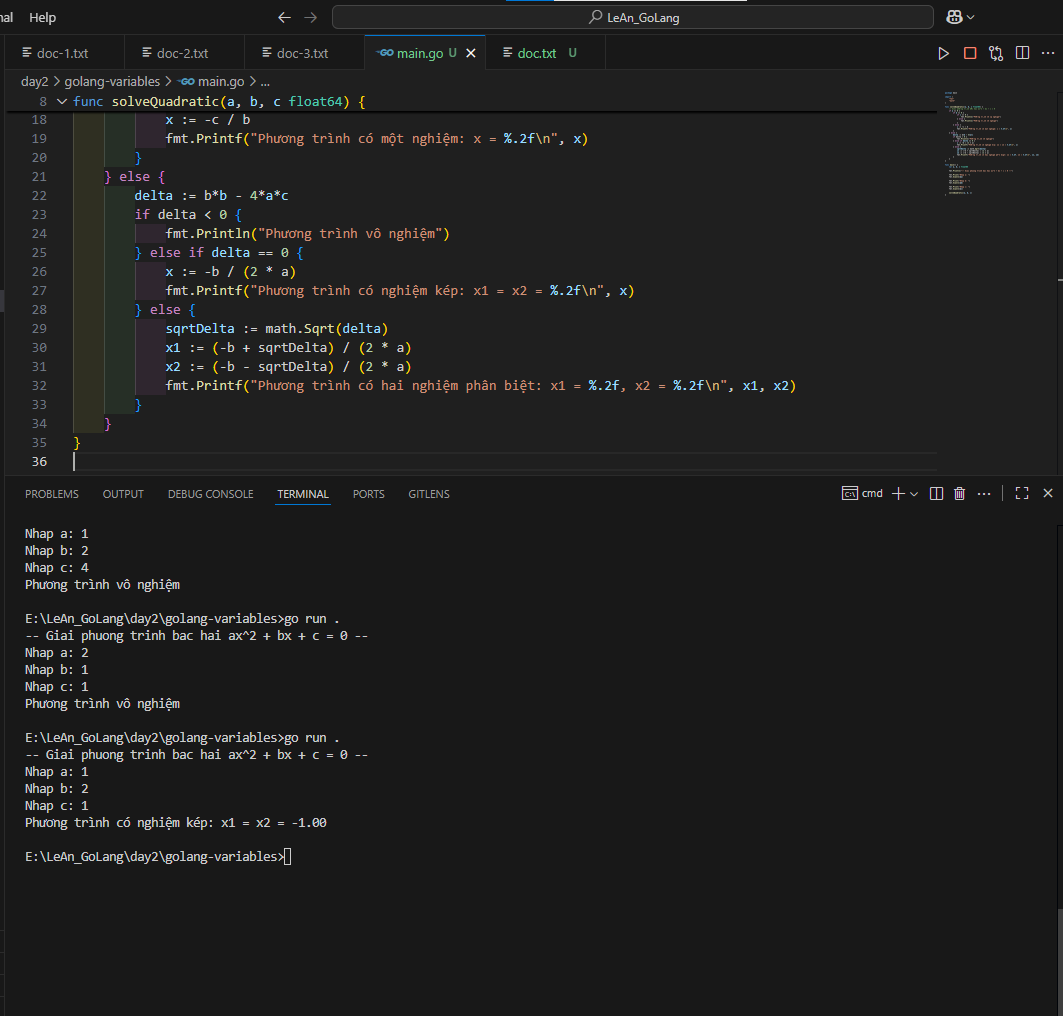 nal Help LeAn_GoLang
doc-1.txt doc-2.txt doc-3.txt main.go U doc.txt U
day2 > golang-variables > main.go > ...
8 func solveQuadratic(a, b, c float64) {
18 x := -c / b
19 fmt.Printf("Phương trình có một nghiệm: x = %.2f\n", x)
20 }
21 } else {
22 delta := b*b - 4*a*c
23 if delta < 0 {
24 fmt.Println("Phương trình vô nghiệm")
25 } else if delta == 0 {
26 x := -b / (2 * a)
27 fmt.Printf("Phương trình có nghiệm kép: x1 = x2 = %.2f\n", x)
28 } else {
29 sqrtDelta := math.Sqrt(delta)
30 x1 := (-b + sqrtDelta) / (2 * a)
31 x2 := (-b - sqrtDelta) / (2 * a)
32 fmt.Printf("Phương trình có hai nghiệm phân biệt: x1 = %.2f, x2 = %.2f\n", x1, x2)
33 }
34 }
35 }
36
PROBLEMS OUTPUT DEBUG CONSOLE TERMINAL PORTS GITLENS cmd
Nhap a: 1
Nhap b: 2
Nhap c: 4
Phương trình vô nghiệm
E:\LeAn_GoLang\day2\golang-variables>go run .
-- Giai phuong trinh bac hai ax^2 + bx + c = 0 --
Nhap a: 2
Nhap b: 1
Nhap c: 1
Phương trình vô nghiệm
E:\LeAn_GoLang\day2\golang-variables>go run .
-- Giai phuong trinh bac hai ax^2 + bx + c = 0 --
Nhap a: 1
Nhap b: 2
Nhap c: 1
Phương trình có nghiệm kép: x1 = x2 = -1.00
E:\LeAn_GoLang\day2\golang-variables>